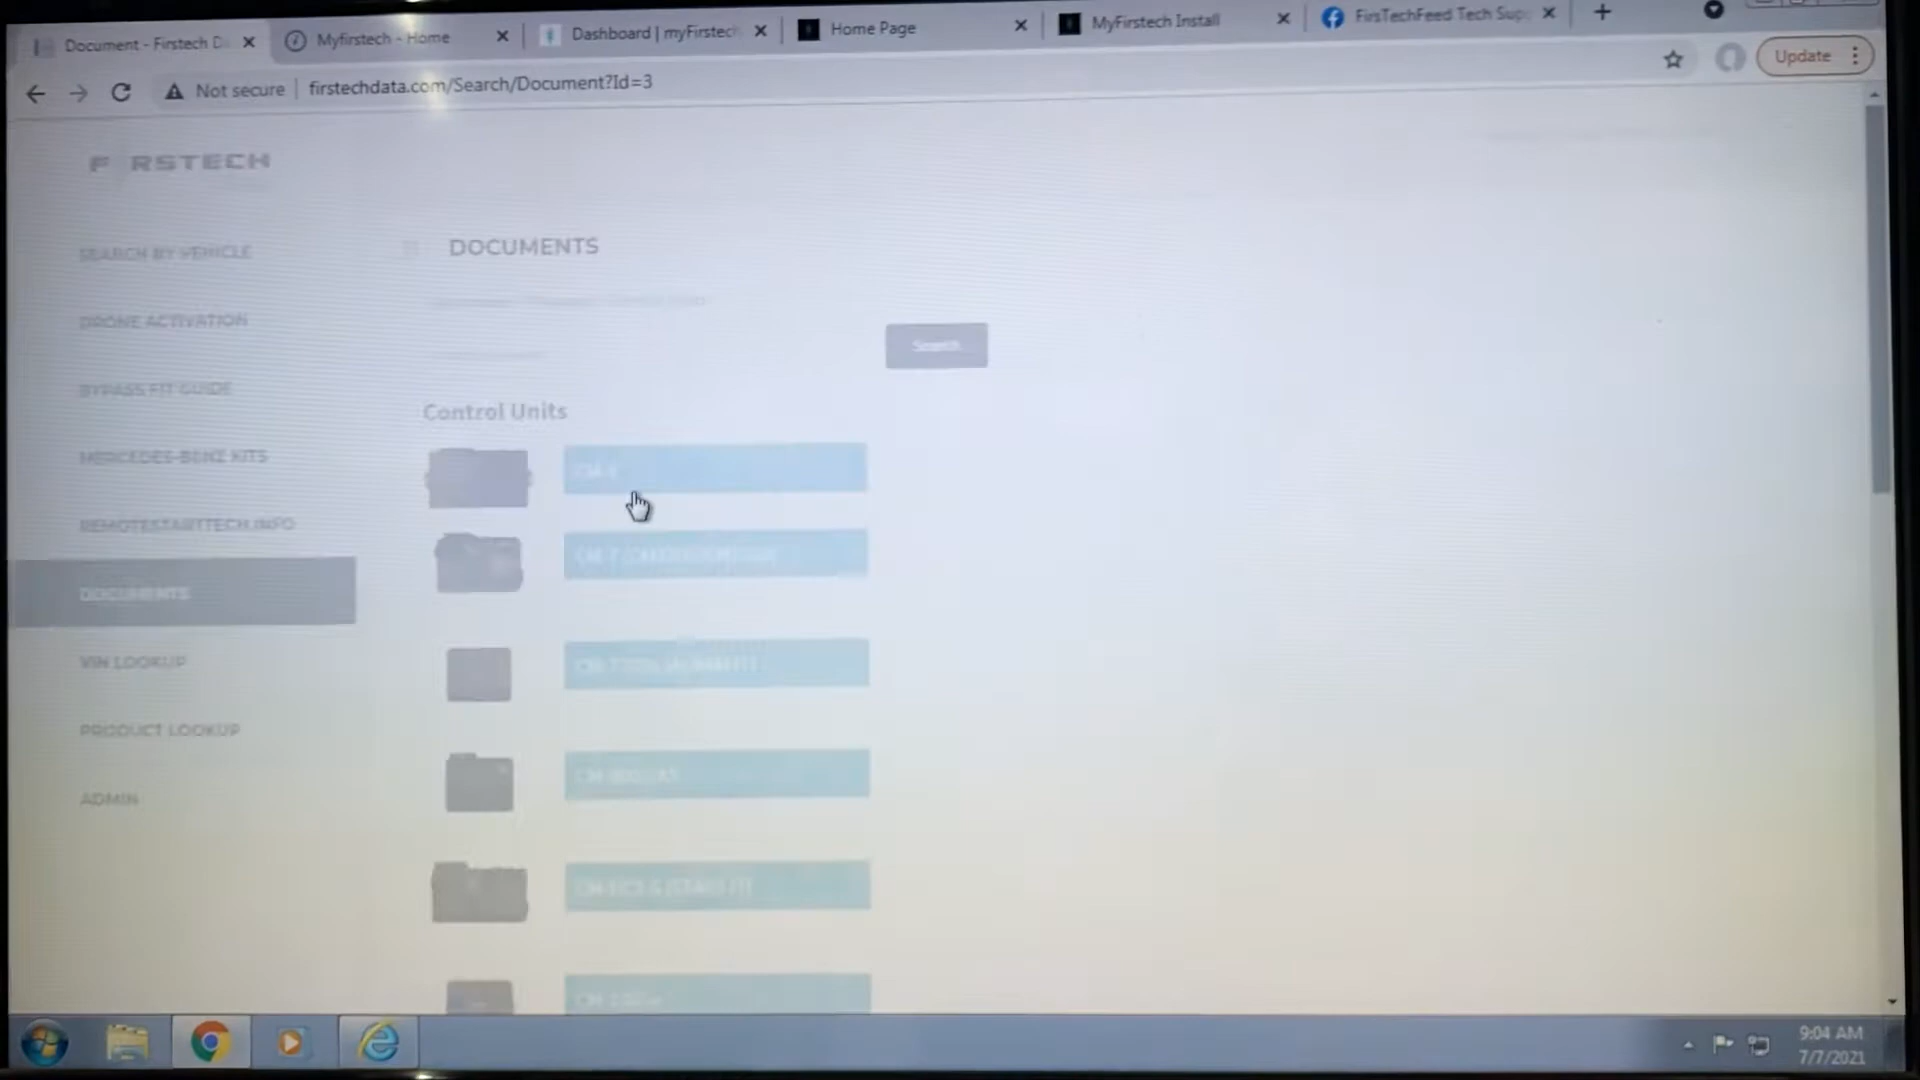 Document - Firstech D
Myfirstech - Home
Dashboard | myFirstech
Home Page
MyFirstech Install
FirsTechFeed Tech Sup
Not secure
firstechdata.com/Search/Document?Id=3
Update
F RSTECH
SEARCH BY VEHICLE
DOCUMENTS
DRONE ACTIVATION
Search
BYPASS FIT GUIDE
Control Units
MERCEDES-BENZ KITS
REMOTESTARTTECH.INFO
DOCUMENTS
VIN LOOKUP
PRODUCT LOOKUP
ADMIN
9:04 AM
7/7/2021